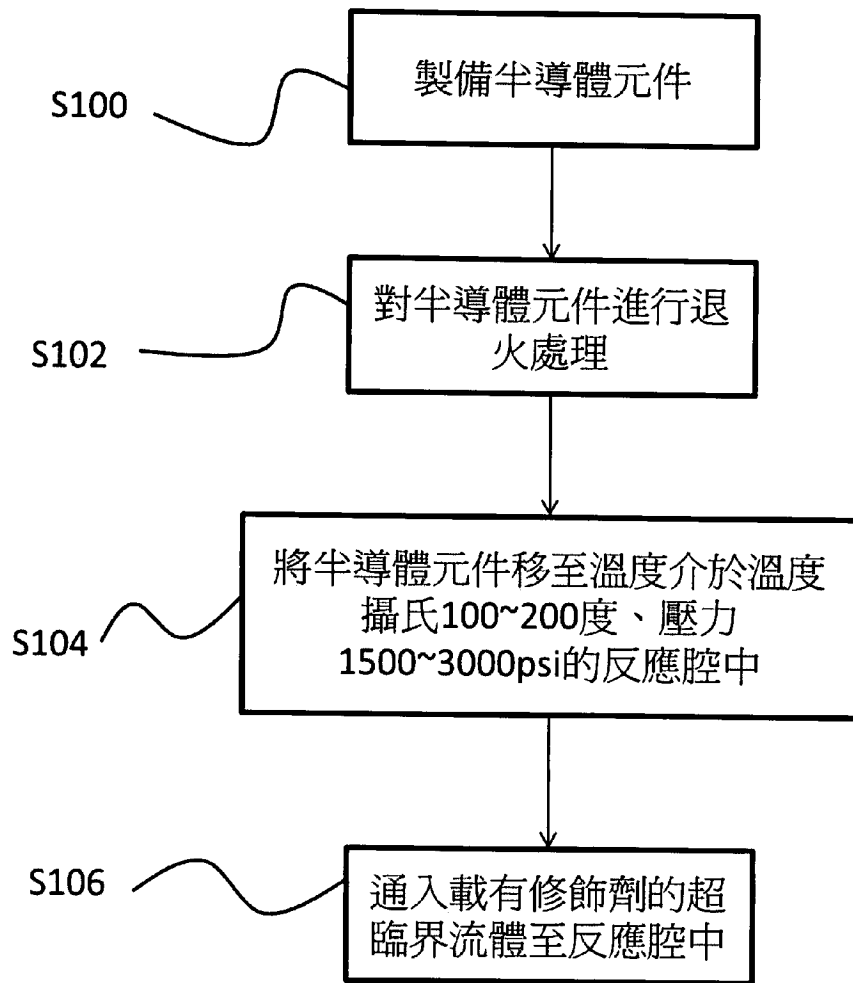 S100
製備半導體元件
S102
對半導體元件進行退
火處理
S104
將半導體元件移至溫度介於溫度
攝氏100~200度、壓力
1500~3000psi的反應腔中
S106
通入載有修飾劑的超
臨界流體至反應腔中